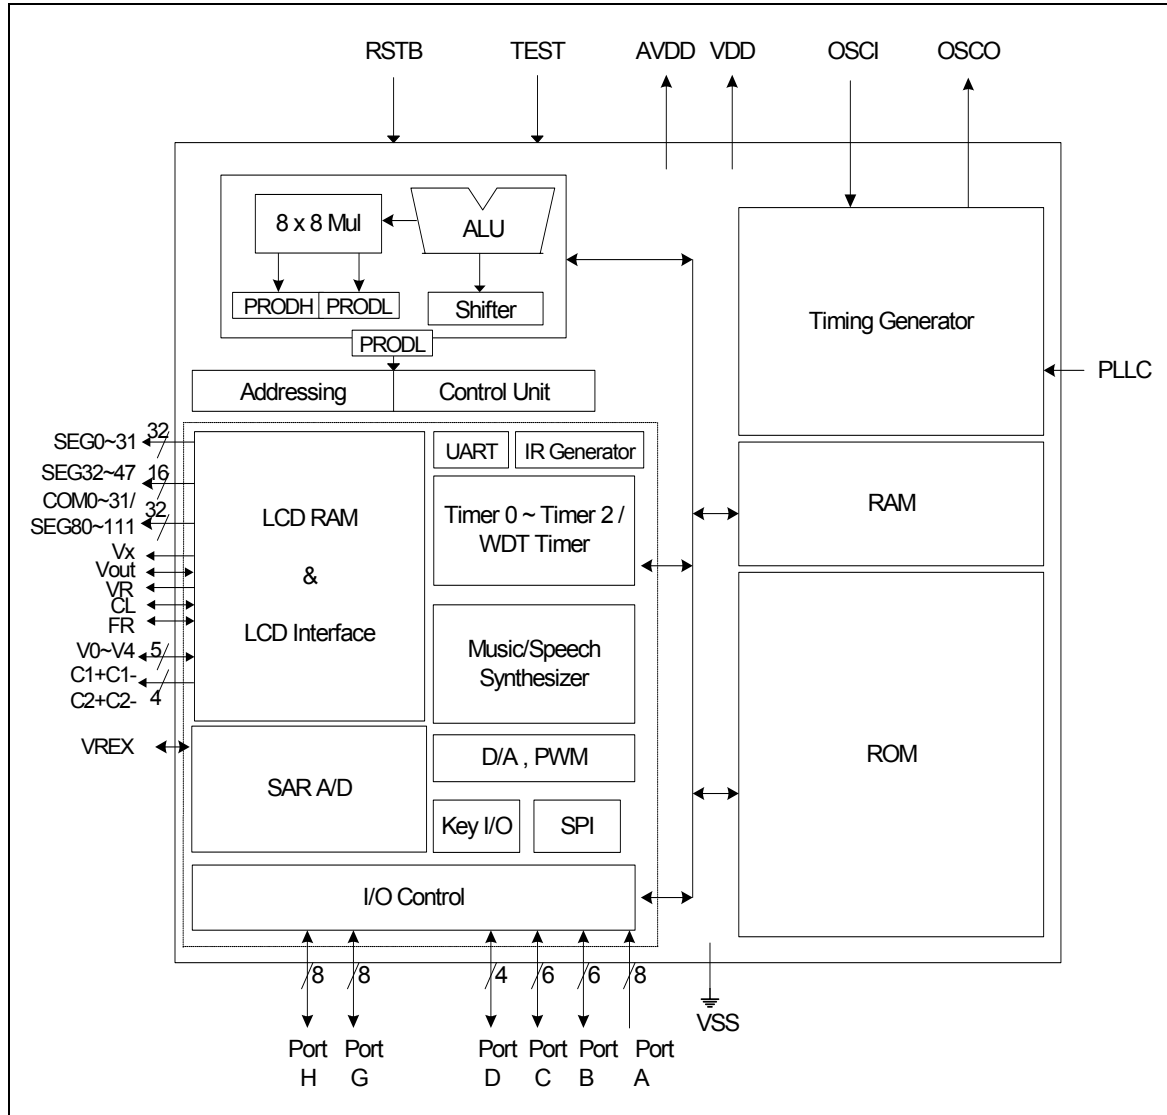 RSTB
TEST
AVDD
VDD
OSCI
OSCO
8 x 8 Mul
ALU
PRODH
PRODL
Shifter
PRODL
Addressing
Control Unit
Timing Generator
PLLC
SEG0~31
32
SEG32~47
16
COM0~31/
SEG80~111
32
Vx
Vout
VR
CL
FR
V0~V4
5
C1+C1-
C2+C2-
4
VREX
LCD RAM
&
LCD Interface
UART
IR Generator
Timer 0 ~ Timer 2 /
WDT Timer
Music/Speech
Synthesizer
SAR A/D
D/A , PWM
Key I/O
SPI
I/O Control
RAM
ROM
8
8
4
6
6
8
VSS
Port
H
Port
G
Port
D
Port
C
Port
B
Port
A